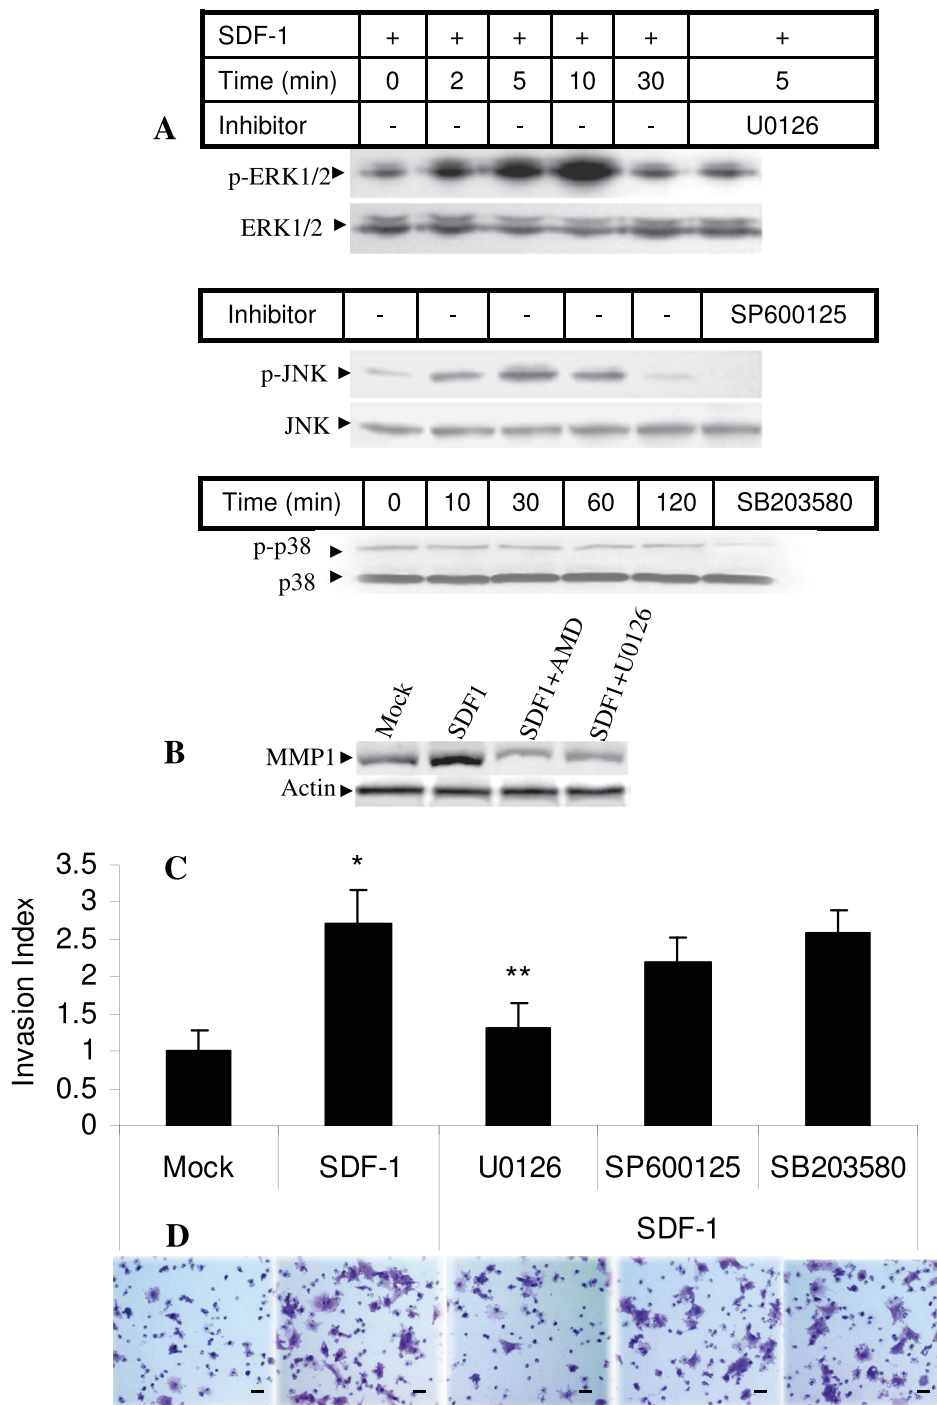 SDF-1 + + + + + +
Time (min) 0 2 5 10 30 5
A Inhibitor - - - - - U0126
p-ERK1/2
ERK1/2
Inhibitor - - - - - SP600125
p-JNK
JNK
Time (min) 0 10 30 60 120 SB203580
p-p38
p38
Mock SDF1 SDF1+AMD SDF1+U0126
B MMP1
Actin
C
Invasion Index
3.5
3
2.5
2
1.5
1
0.5
0
* **
Mock SDF-1 U0126 SP600125 SB203580
SDF-1
D